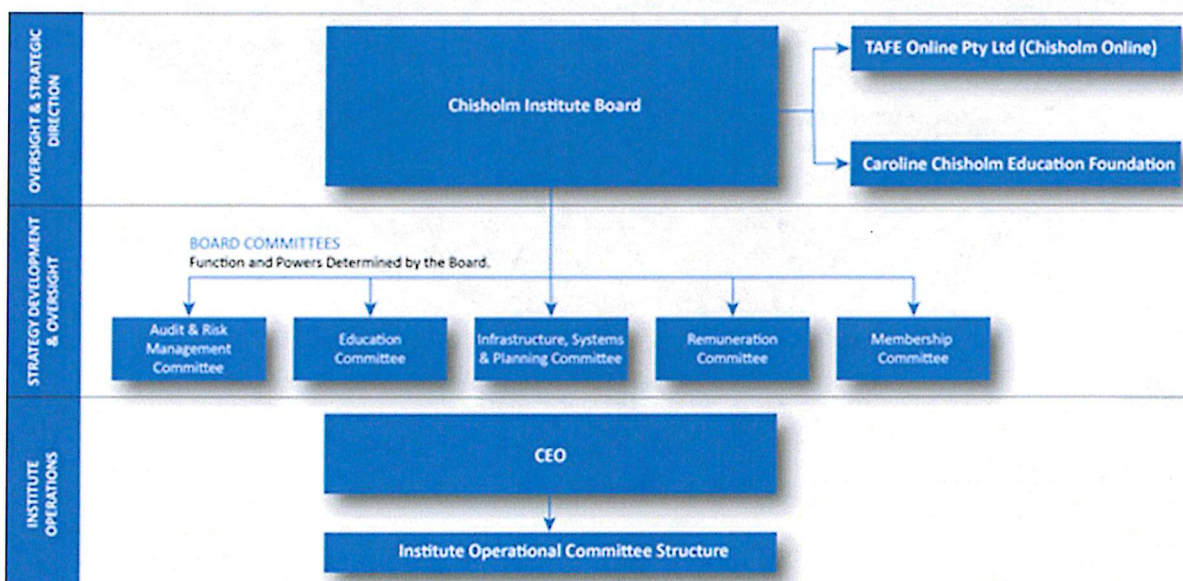 OVERSIGHT & STRATEGIC
DIRECTION
Chisholm Institute Board
TAFE Online Pty Ltd (Chisholm Online)
Caroline Chisholm Education Foundation
STRATEGY DEVELOPMENT
& OVERSIGHT
BOARD COMMITTEES
Function and Powers Determined by the Board.
Audit & Risk
Management
Committee
Education
Committee
Infrastructure, Systems
& Planning Committee
Remuneration
Committee
Membership
Committee
INSTITUTE
OPERATIONS
CEO
Institute Operational Committee Structure